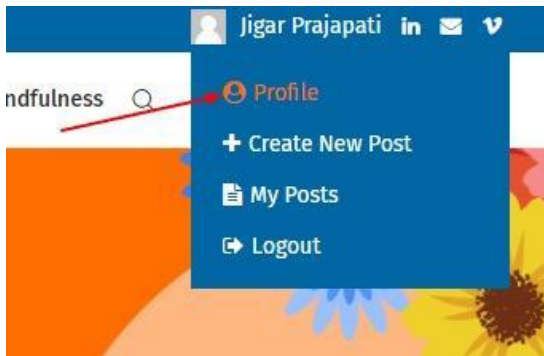 Jigar Prajapati
ndfulness
Profile
Create New Post
My Posts
Logout